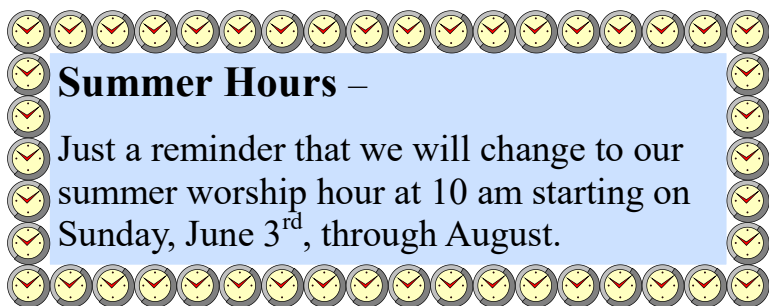 Summer Hours –
Just a reminder that we will change to our
summer worship hour at 10 am starting on
Sunday, June 3rd, through August.